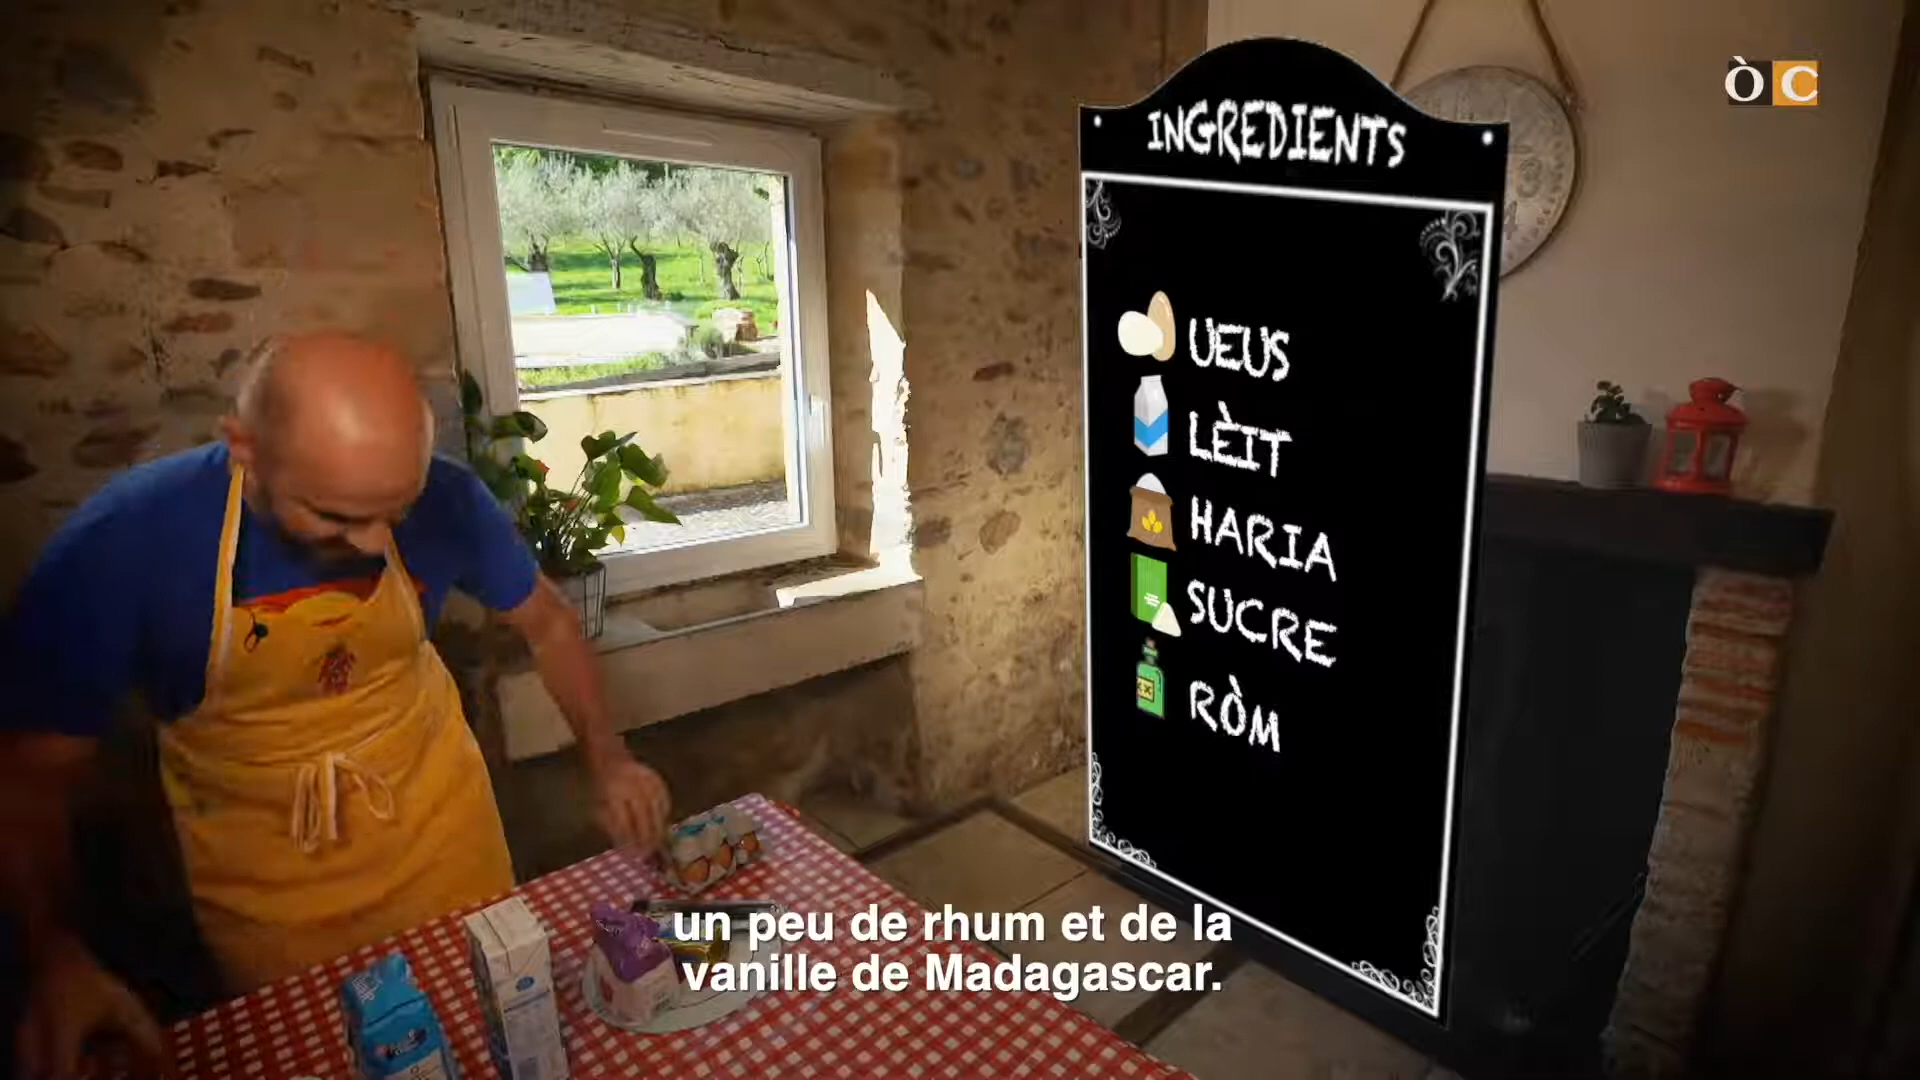 ÒC
INGREDIENTS
UEUS
LÈIT
HARIA
SUCRE
RÒM
un peu de rhum et de la
vanille de Madagascar.